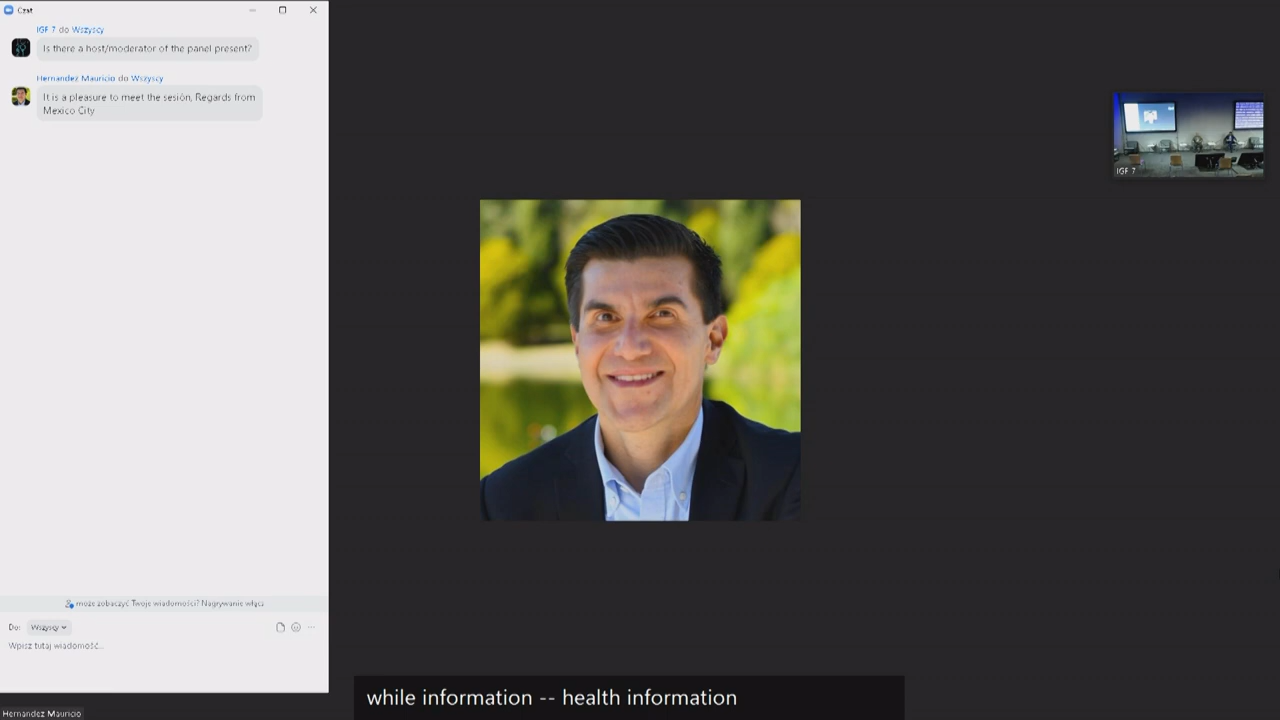 Czat
IGF 7 do Wszyscy
Is there a host/moderator of the panel present?
Hernandez Mauricio do Wszyscy
It is a pleasure to meet the sesión, Regards from
Mexico City
IGF 7
może zobaczyć Twoje wiadomości? Nagrywanie włącz
Do: Wszyscy
Wpisz tutaj wiadomość...
while information -- health information
Hernandez Mauricio